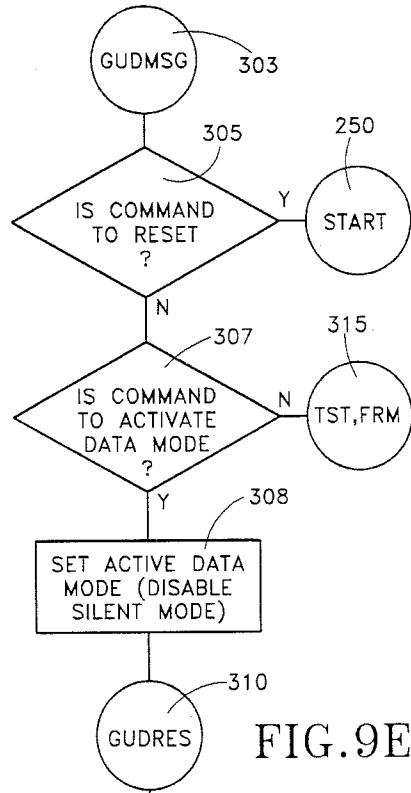 GUDMSG
303
305
IS COMMAND
TO RESET
?
Y
250
START
N
307
IS COMMAND
TO ACTIVATE
DATA MODE
?
N
315
TST,FRM
Y
308
SET ACTIVE DATA
MODE (DISABLE
SILENT MODE)
310
GUDRES
FIG.9E